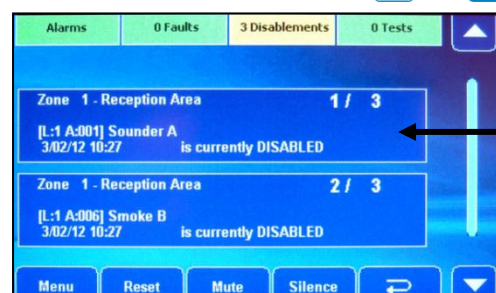 Alarms 0 Faults 3 Disablements 0 Tests
Zone 1 - Reception Area 1 / 3
[L:1 A:001] Sounder A
3/02/12 10:27 is currently DISABLED
Zone 1 - Reception Area 2 / 3
[L:1 A:006] Smoke B
3/02/12 10:27 is currently DISABLED
Menu Reset Mute Silence